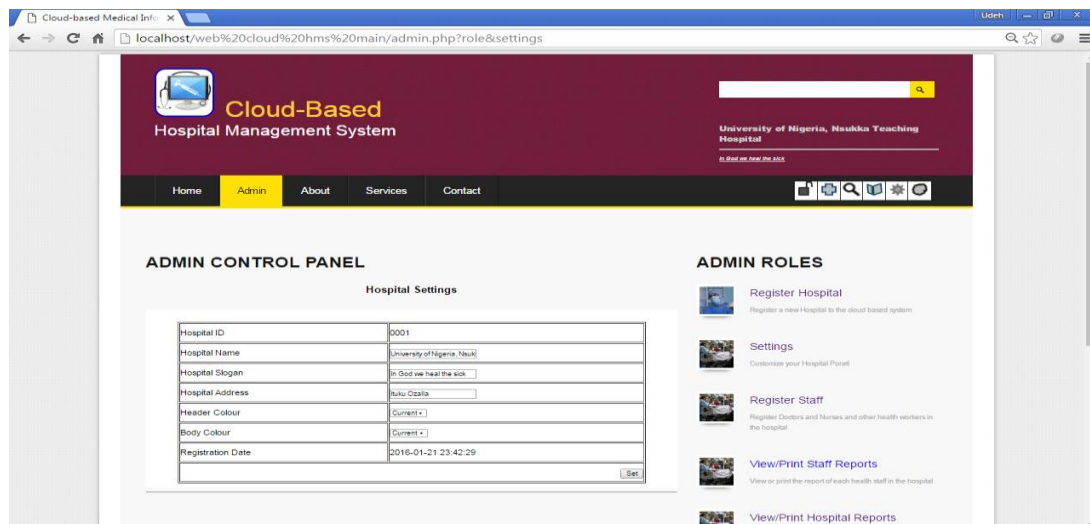 Cloud-based Medical Info
Udeh
localhost/web%20cloud%20hms%20main/admin.php?role&settings
Cloud-Based
Hospital Management System
University of Nigeria, Nsukka Teaching
Hospital
In God we heal the sick
Home Admin About Services Contact
ADMIN CONTROL PANEL
Hospital Settings
Hospital ID 0001
Hospital Name University of Nigeria, Nsuk
Hospital Slogan In God we heal the sick
Hospital Address Ituku Ozalla
Header Colour Current
Body Colour Current
Registration Date 2016-01-21 23:42:29
Set
ADMIN ROLES
Register Hospital
Register a new Hospital to the cloud based system
Settings
Customize your Hospital Portal
Register Staff
Register Doctors and Nurses and other health workers in
the hospital
View/Print Staff Reports
View or print the report of each health staff in the hospital
View/Print Hospital Reports